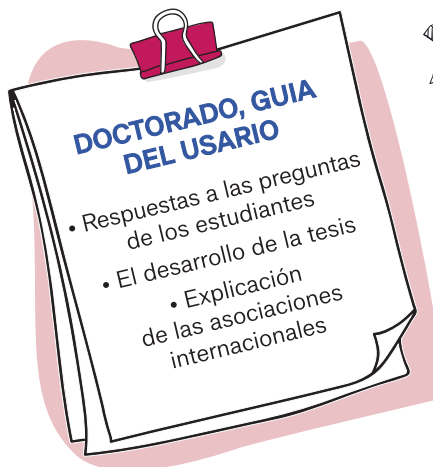 DOCTORADO, GUIA
DEL USARIO
• Respuestas a las preguntas
de los estudiantes
• El desarrollo de la tesis
• Explicación
de las asociaciones
internacionales